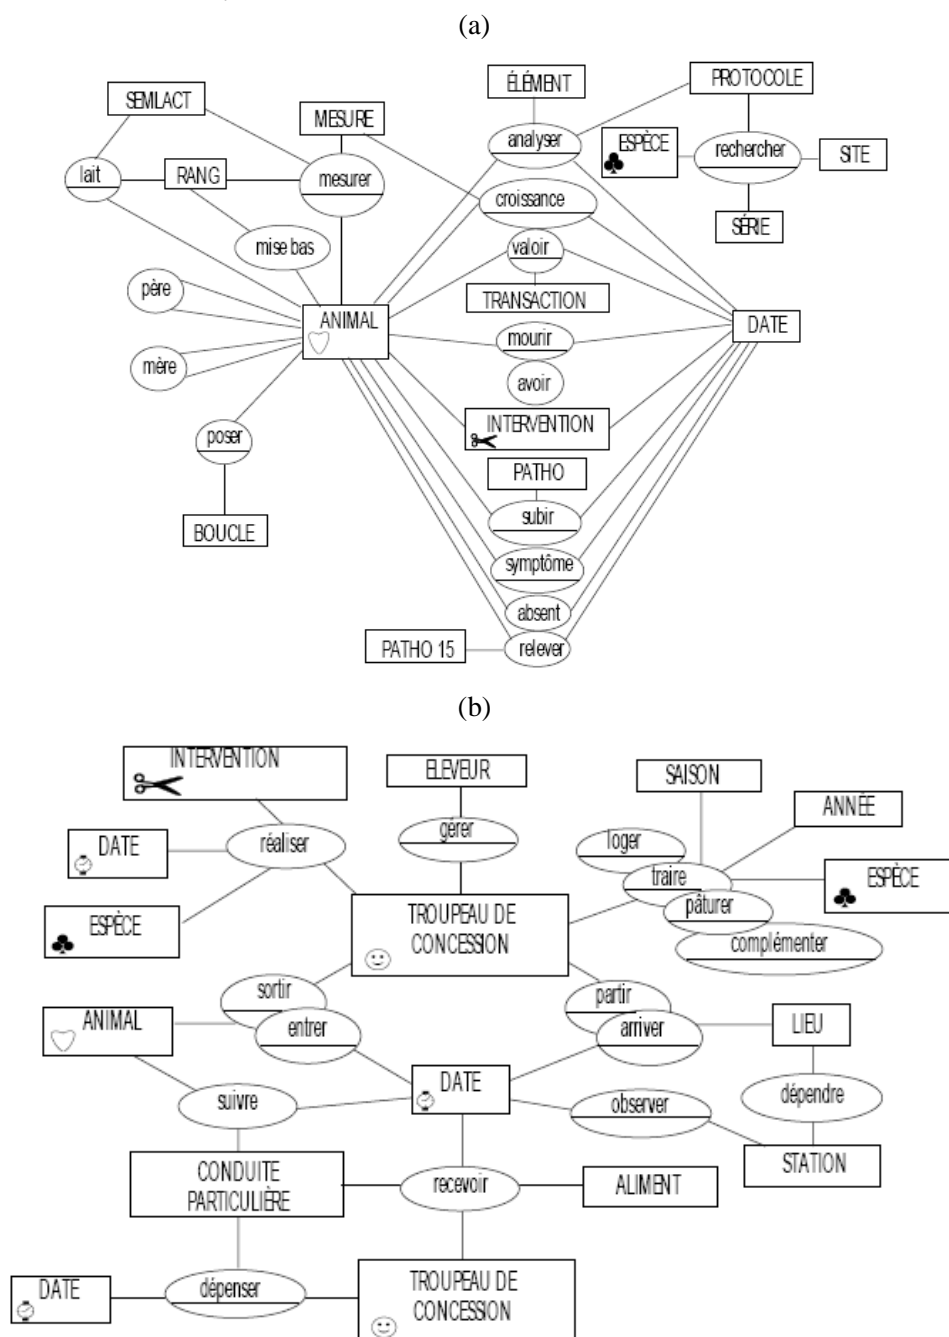 (a)
ÉLÉMENT
PROTOCOLE
SEMLACT
MESURE
analyser
ESPÈCE
rechercher
SITE
lait
RANG
mesurer
croissance
SÉRIE
mise bas
valoir
père
TRANSACTION
ANIMAL
DATE
mourir
mère
avoir
INTERVENTION
poser
PATHO
subir
BOUCLE
symptôme
absent
PATHO 15
relever
(b)
INTERVENTION
ELEVEUR
SAISON
ANNÉE
DATE
réaliser
gérer
loger
traire
ESPÈCE
ESPÈCE
TROUPEAU DE
CONCESSION
pâturer
complémenter
sortir
partir
ANIMAL
entrer
arriver
LIEU
DATE
suivre
observer
dépendre
CONDUITE
PARTICULIÈRE
recevoir
ALIMENT
STATION
DATE
dépenser
TROUPEAU DE
CONCESSION